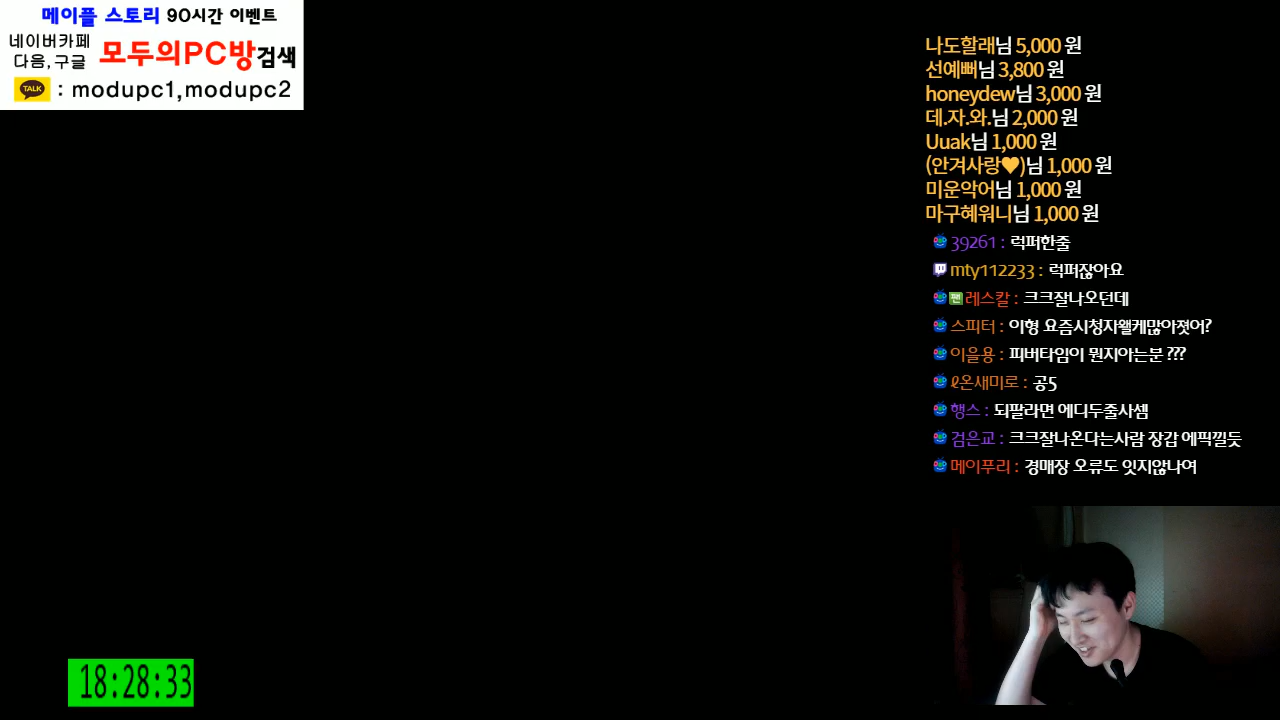 메이플 스토리 90시간 이벤트
네이버카페
다음,구글
모두의PC방검색
TALK : modupc1,modupc2
나도할래님 5,000 원
선예뻐님 3,800 원
honeydew님 3,000 원
데.자.와.님 2,000 원
Uuak님 1,000 원
(안겨사랑♥)님 1,000 원
미운악어님 1,000 원
마구혜워니님 1,000 원
39261 : 럭퍼한줄
mty112233 : 럭퍼잖아요
팬 레스칼 : 크크잘나오던데
스피터 : 이형 요즘시청자웰케많아졋어?
이을용 : 피버타임이 뭔지아는분 ???
ℓ온새미로 : 공5
행스 : 되팔라면 에디두줄사셈
검은교 : 크크잘나온다는사람 장갑 에픽낄듯
메이푸리 : 경매장 오류도 잇지않나여
18:28:33